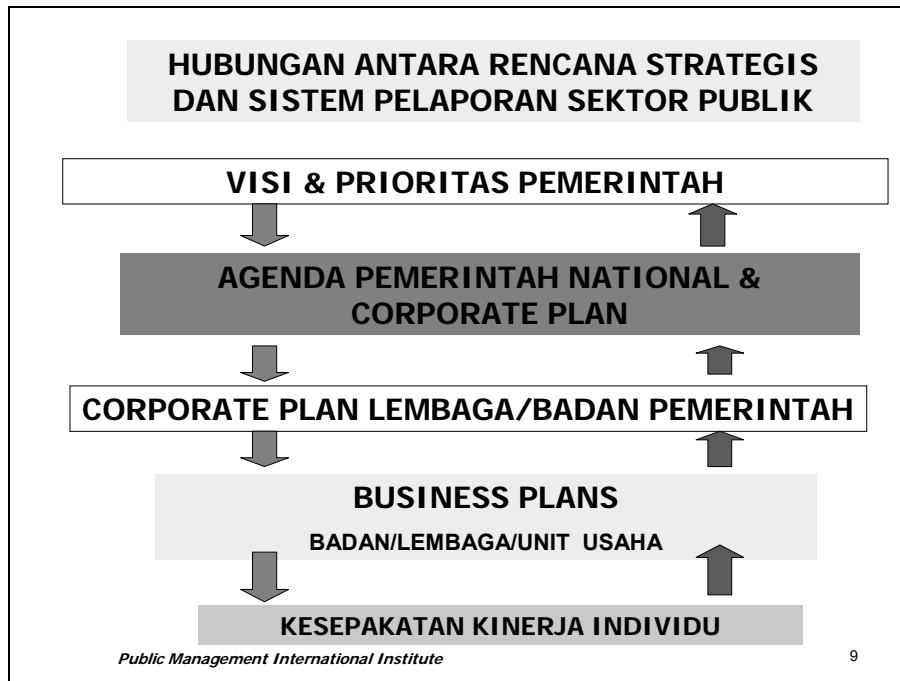 HUBUNGAN ANTARA RENCANA STRATEGIS
DAN SISTEM PELAPORAN SEKTOR PUBLIK
VISI & PRIORITAS PEMERINTAH
AGENDA PEMERINTAH NATIONAL &
CORPORATE PLAN
CORPORATE PLAN LEMBAGA/BADAN PEMERINTAH
BUSINESS PLANS
BADAN/LEMBAGA/UNIT USAHA
KESEPAKATAN KINERJA INDIVIDU
Public Management International Institute
9